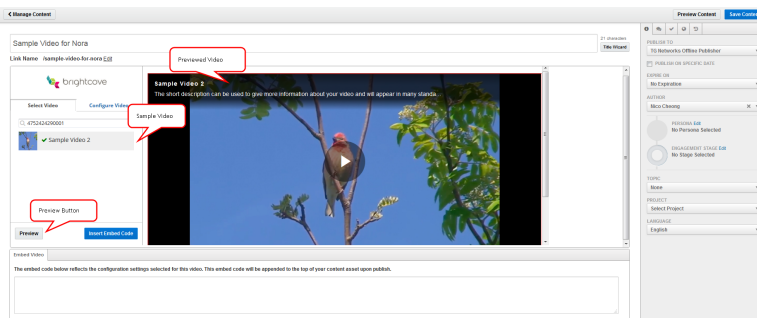 Manage Content
Preview Content
Save Conten
Sample Video for Nora
21 characters
Title Wizard
Link Name /sample-video-for-nora Edit
Previewed Video
brightcove
Select Video
Configure Video
4752424290001
Sample Video 2
Sample Video
Preview Button
Preview
Insert Embed Code
Sample Video 2
The short description can be used to give more information about your video and will appear in many standa...
Embed Video
The embed code below reflects the configuration settings selected for this video. This embed code will be appended to the top of your content asset upon publish.
PUBLISH TO
TG Networks Offline Publisher
PUBLISH ON SPECIFIC DATE
EXPIRE ON
No Expiration
AUTHOR
Nico Cheong
PERSONA Edit
No Persona Selected
ENGAGEMENT STAGE Edit
No Stage Selected
TOPIC
None
PROJECT
Select Project
LANGUAGE
English